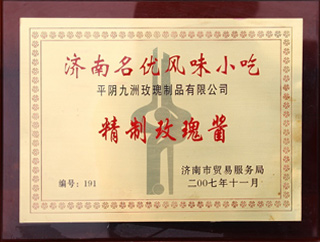 济南名优风味小吃
平阴九洲玫瑰制品有限公司
精制玫瑰酱
编号：191
济南市贸易服务局
二00七年十一月